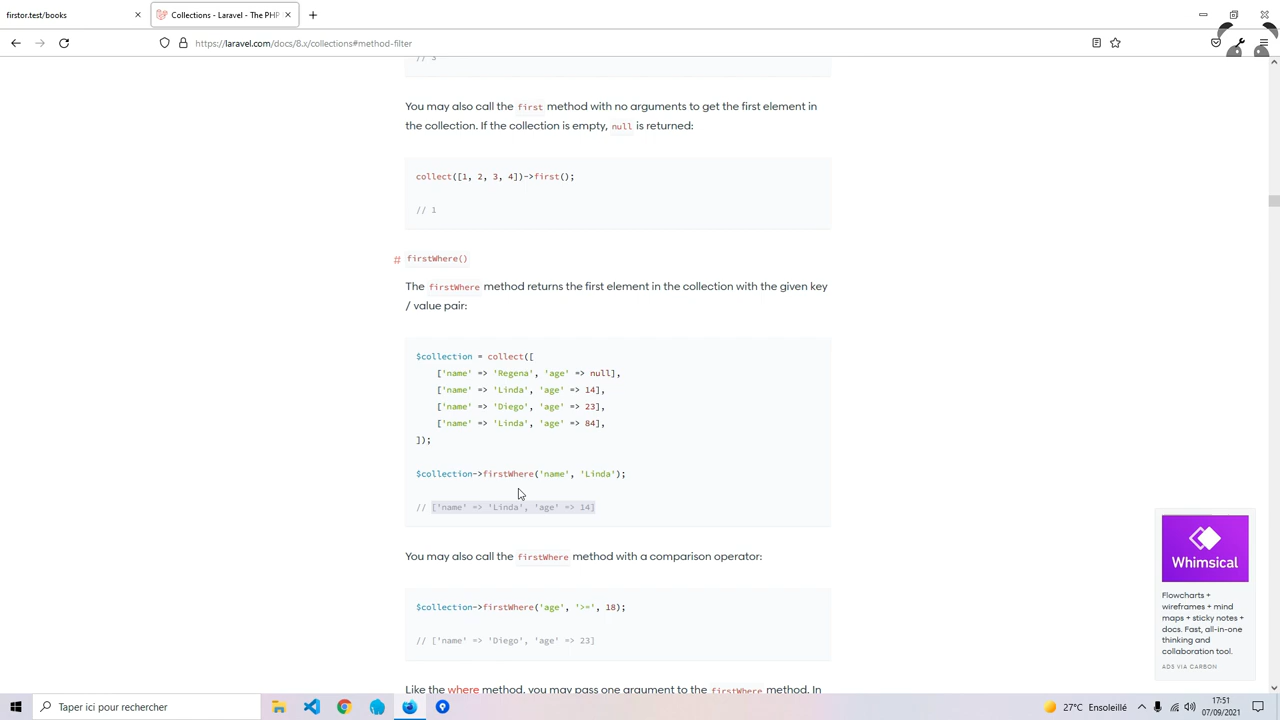 firstor.test/books
Collections - Laravel - The PHP
https://laravel.com/docs/8.x/collections#method-filter
// 3
You may also call the first method with no arguments to get the first element in
the collection. If the collection is empty, null is returned:
collect([1, 2, 3, 4])->first();
// 1
# firstWhere()
The firstWhere method returns the first element in the collection with the given key
/ value pair:
$collection = collect([
['name' => 'Regena', 'age' => null],
['name' => 'Linda', 'age' => 14],
['name' => 'Diego', 'age' => 23],
['name' => 'Linda', 'age' => 84],
]);
$collection->firstWhere('name', 'Linda');
// ['name' => 'Linda', 'age' => 14]
You may also call the firstWhere method with a comparison operator:
$collection->firstWhere('age', '>=', 18);
// ['name' => 'Diego', 'age' => 23]
Like the where method, you may pass one argument to the firstWhere method. In
Whimsical
Flowcharts +
wireframes + mind
maps + sticky notes +
docs. Fast, all-in-one
thinking and
collaboration tool.
ADS VIA CARBON
Taper ici pour rechercher
27°C Ensoleillé
17:51
07/09/2021